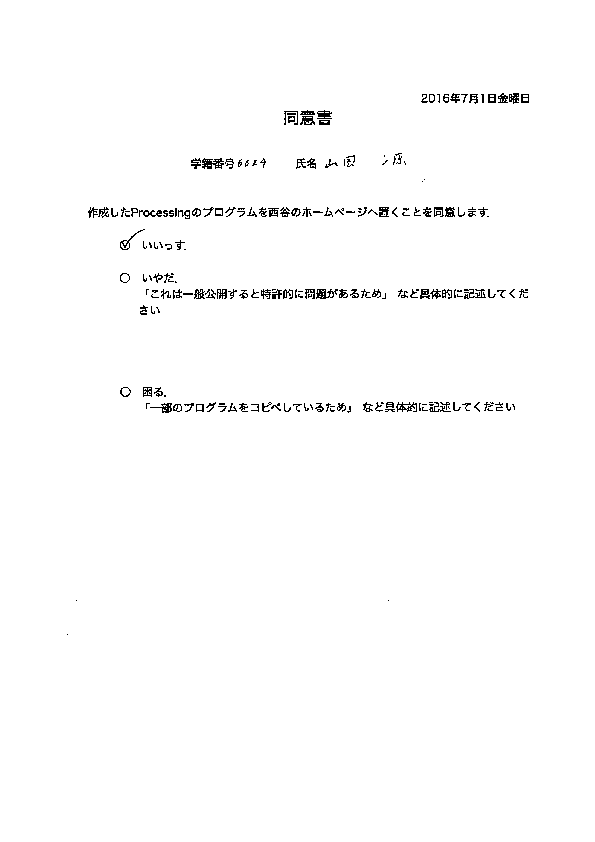 2016年7月1日金曜日
同意書
学籍番号 6624 氏名 山岡
作成したProcessingのプログラムを西谷のホームページへ置くことを同意します.
いいっす.
いやだ.
「これは一般公開すると特許的に問題があるため」 など具体的に記述してくだ
さい
困る.
「一部のプログラムをコピペしているため」 など具体的に記述してください